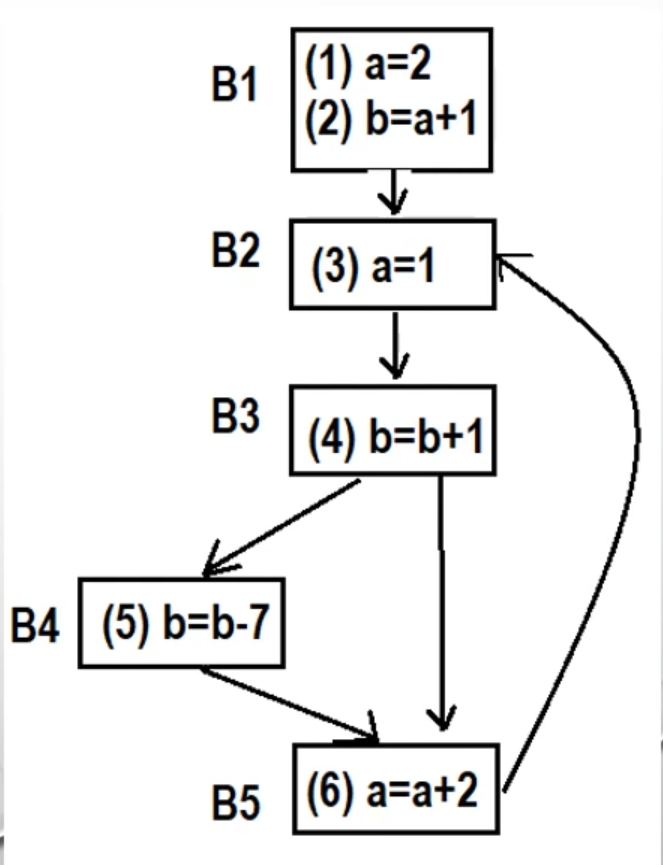 B1
(1) a=2
(2) b=a+1
B2
(3) a=1
B3
(4) b=b+1
B4
(5) b=b-7
B5
(6) a=a+2